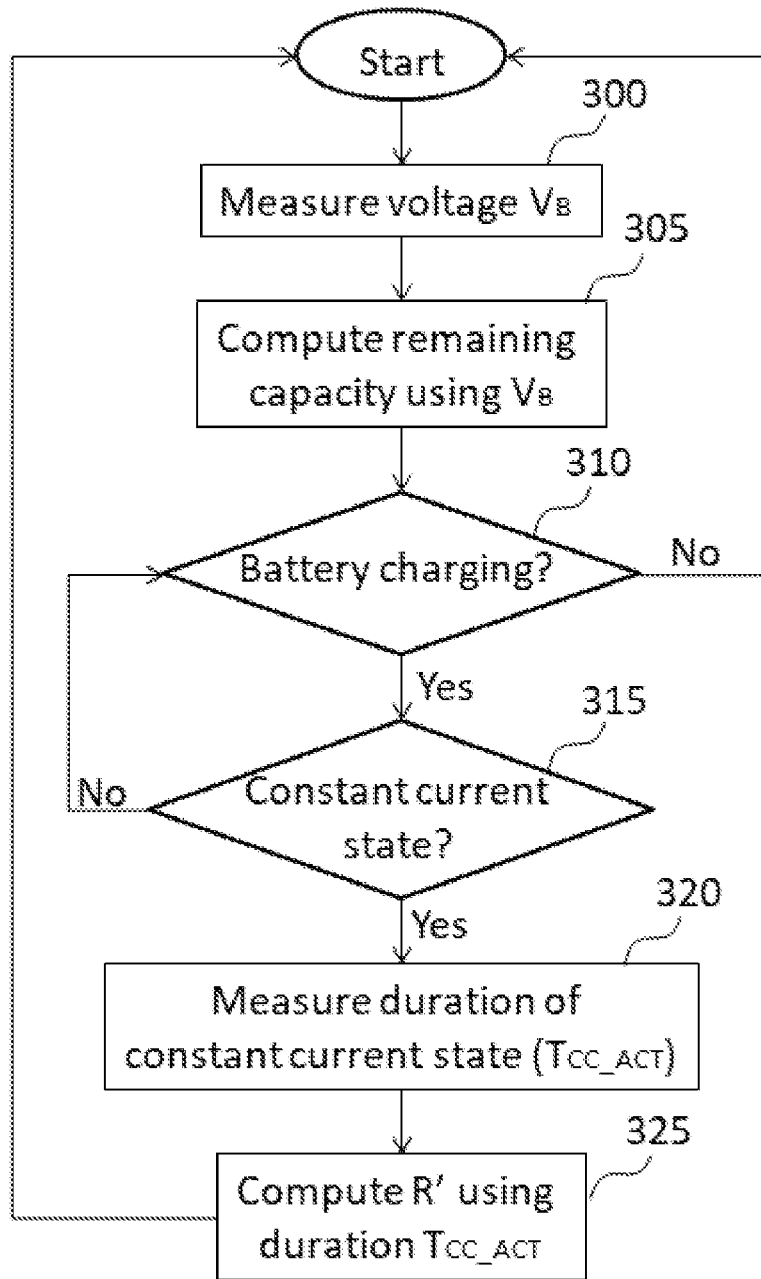 Start
300
Measure voltage VB
305
Compute remaining
capacity using VB
310
Battery charging?
No
Yes
315
Constant current
state?
No
Yes
320
Measure duration of
constant current state (TCC_ACT)
325
Compute R' using
duration TCC_ACT